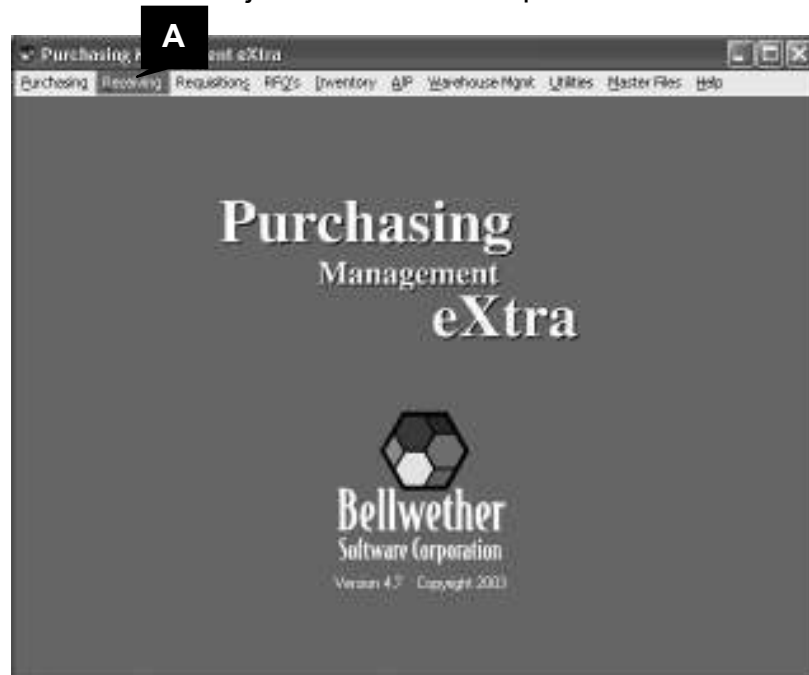 A
Purchasing ent eXtra
Purchasing Receiving Requisitions RFQ's Inventory A/P Warehouse Mgmt Utilities Master Files Help
Purchasing
Management
eXtra
Bellwether
Software Corporation
Version 4.7 Copyright 2003